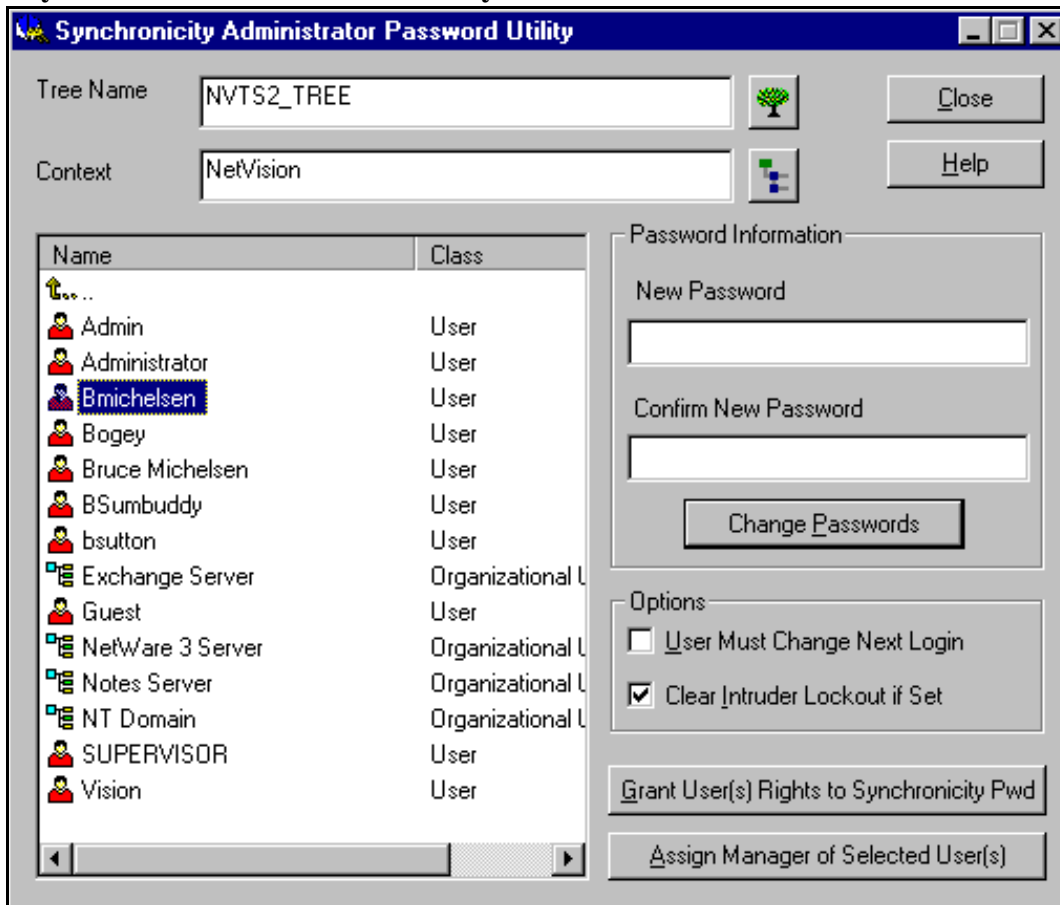 Synchronicity Administrator Password Utility
Tree Name NVTS2_TREE Close
Context NetVision Help
Name Class
..
Admin User
Administrator User
Bmichelsen User
Bogey User
Bruce Michelsen User
BSumbuddy User
bsutton User
Exchange Server Organizational U
Guest User
NetWare 3 Server Organizational U
Notes Server Organizational U
NT Domain Organizational U
SUPERVISOR User
Vision User
Password Information
New Password
Confirm New Password
Change Passwords
Options
User Must Change Next Login
Clear Intruder Lockout if Set
Grant User(s) Rights to Synchronicity Pwd
Assign Manager of Selected User(s)